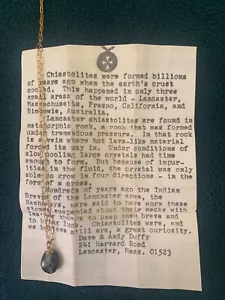 Chiastolites were formed billions
of years ago when the earth's crust
cooled. This happened in only three
small areas of the world - Lancaster,
Massachusetts, Fresno, California, and
Bimbowie, Australia.
Lancaster chiastolites are found in
metamorphic rock, a rock that was formed
under tremendous pressure. In that rock
is a vein where hot lava-like material
forced its way in. Under conditions of
slow cooling large crystals had time
to form. But because of impur-
ities in the fluid, the crystal was only
able to grow in four directions - in the
form of a cross.
Hundreds of years ago the Indian
Braves of the Lancaster area, the
were said to have worn these
suspended about their necks with
leather to keep them brave and
to bring luck. Chiastolites were, and
we believe still are, a great curiosity.
Dave & Andy Duffy
241 Harvard Road
Lancaster, Mass. 01523